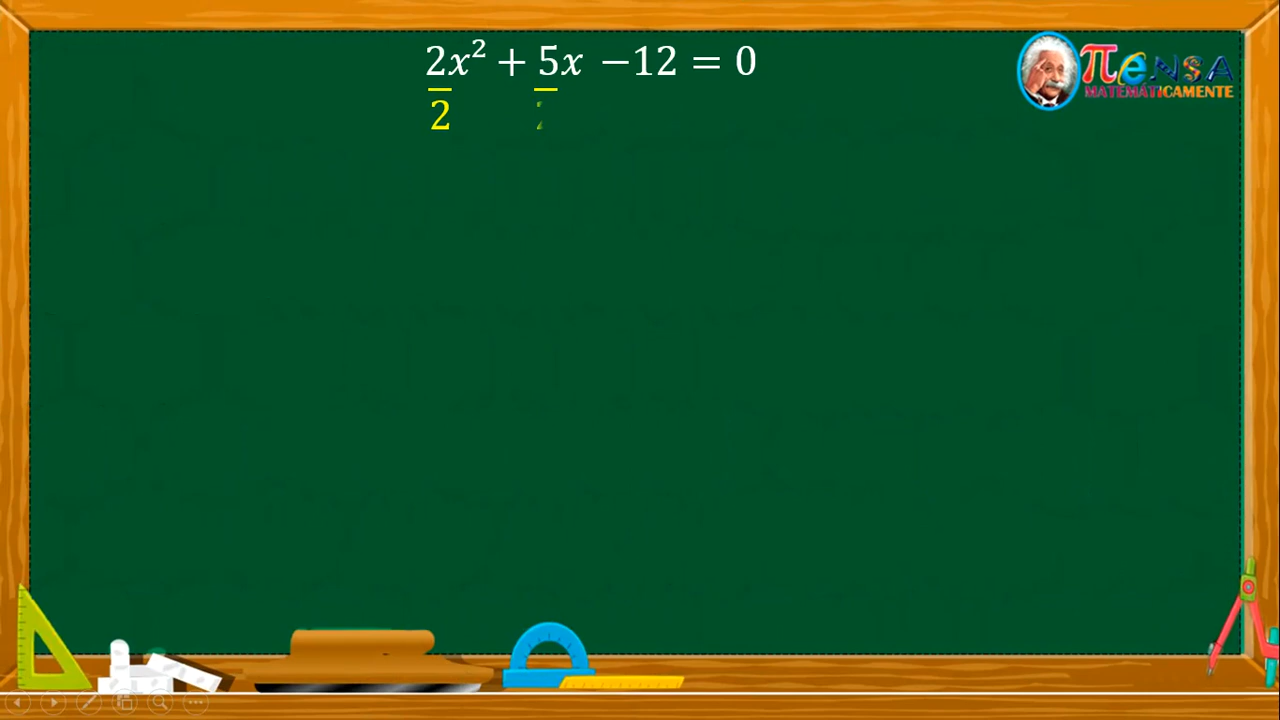 2x² + 5x −12 = 0
2
πeNSA
MATEMÁTICAMENTE